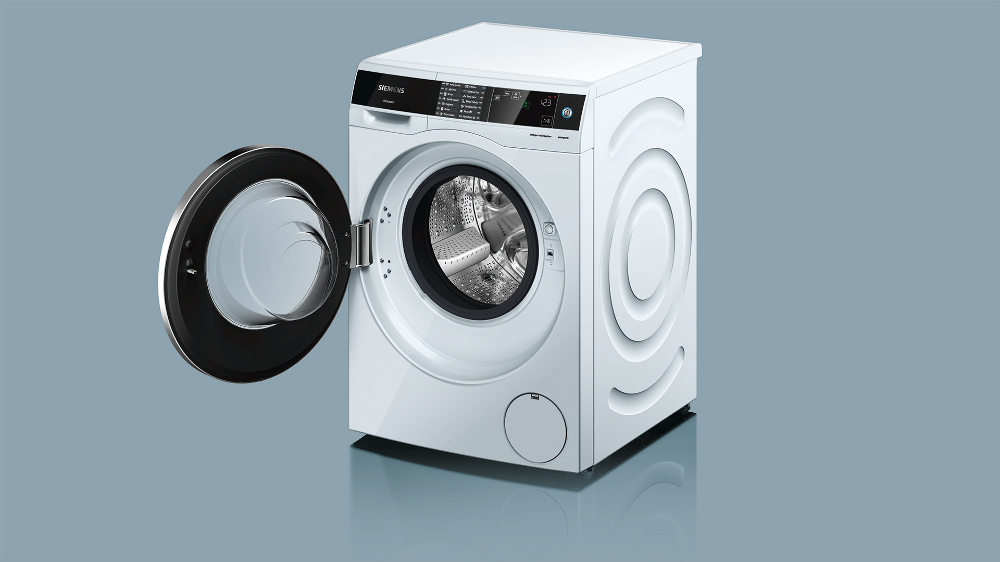 SIEMENS
iSensoric
Auto gentle
MyTime
Shirts
Textile Guard
Hygiene
Duvet
Drum Clean
Cottons
Cottons Eco
Easy-Care
Mixed Fabrics
Delicates/Silk
Wool
Rinse/Spin
1400
1:23
intelligent dosing system
avantgarde